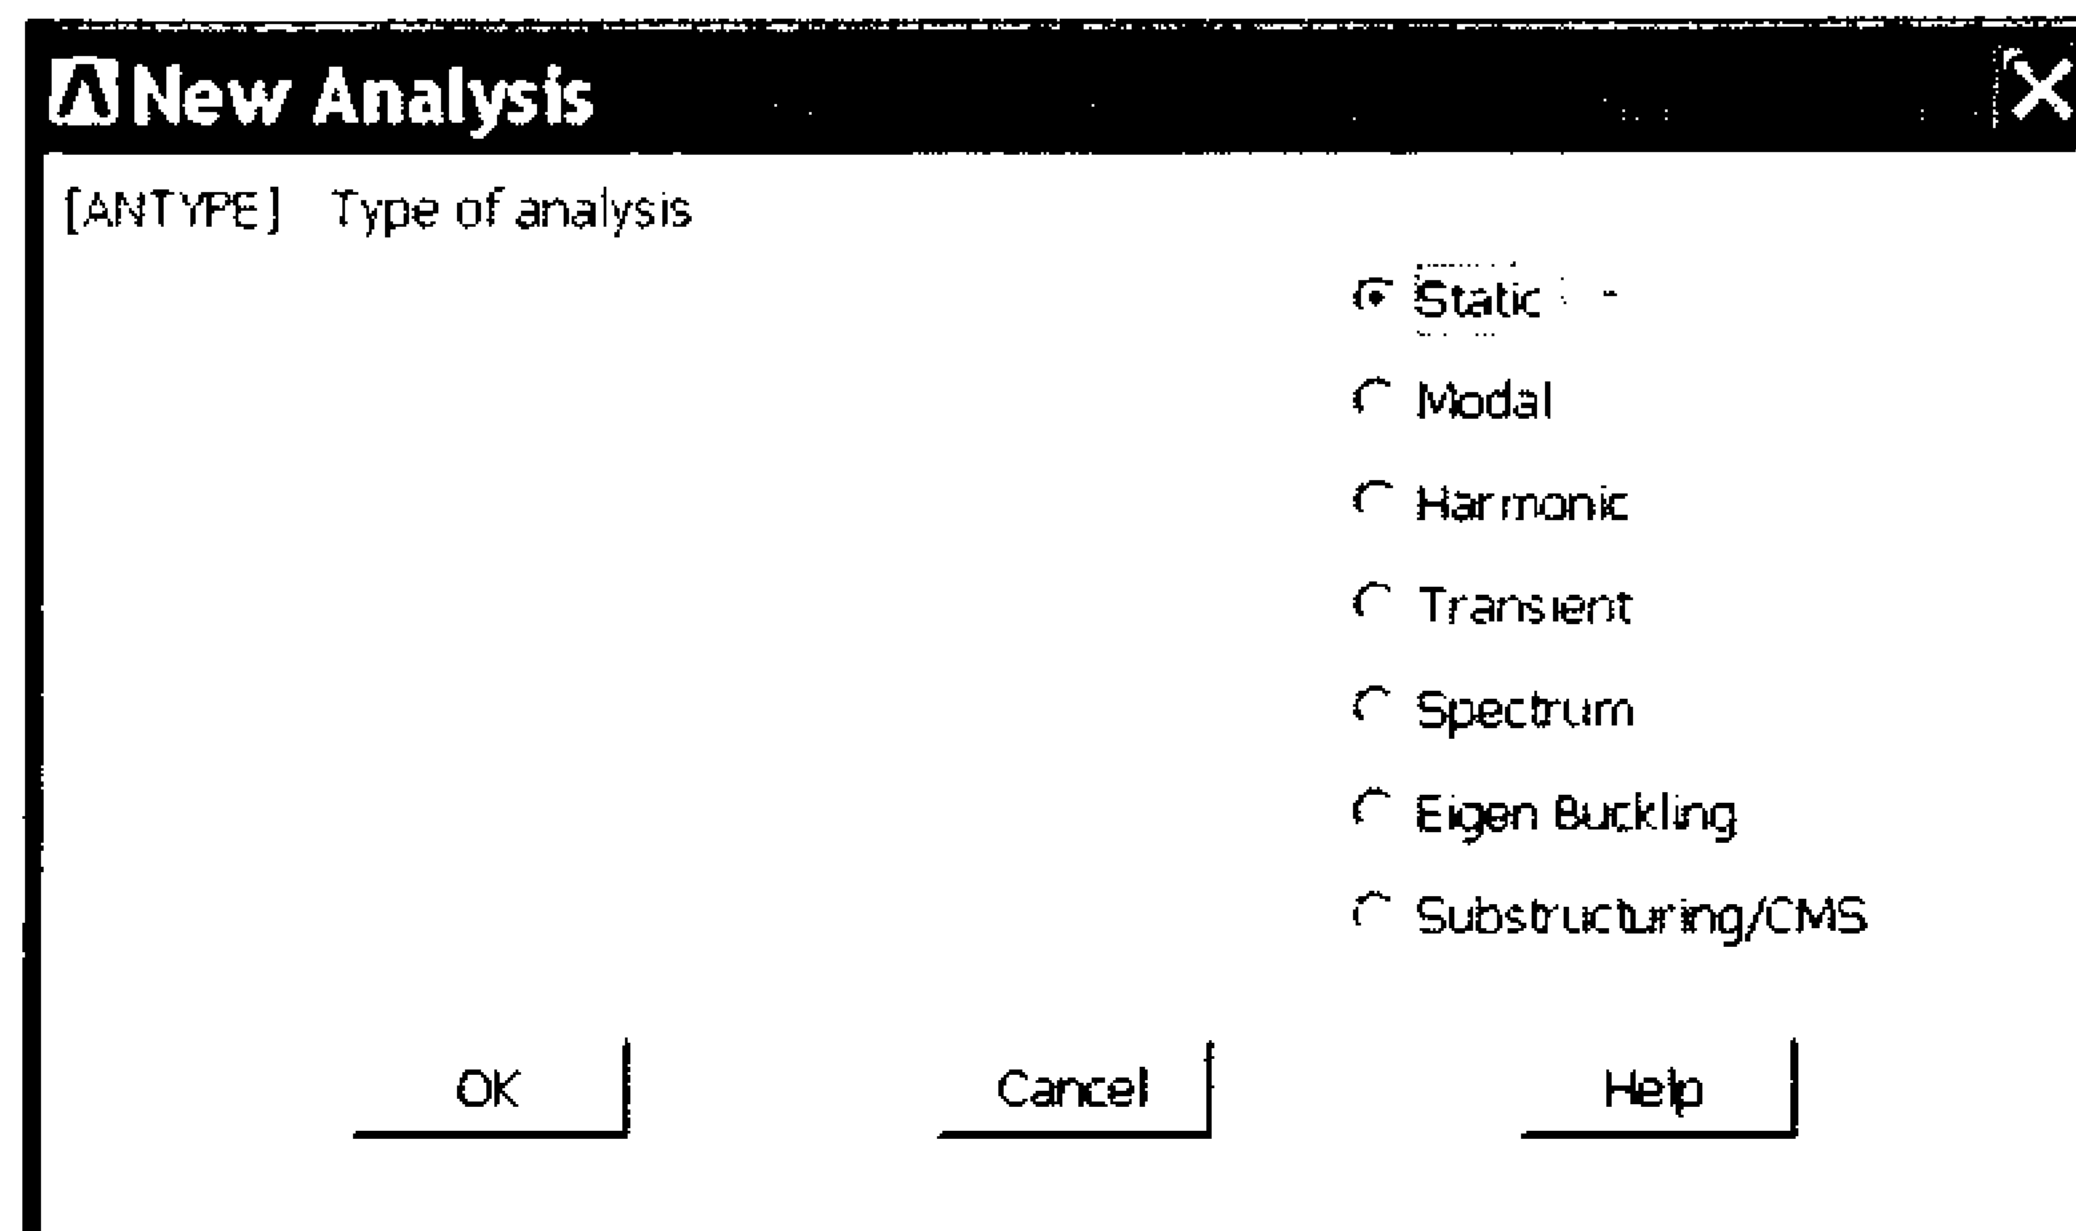 New Analysis
[ANTYPE] Type of analysis
Static
Modal
Harmonic
Transient
Spectrum
Eigen Buckling
Substructuring/CMS
OK Cancel Help